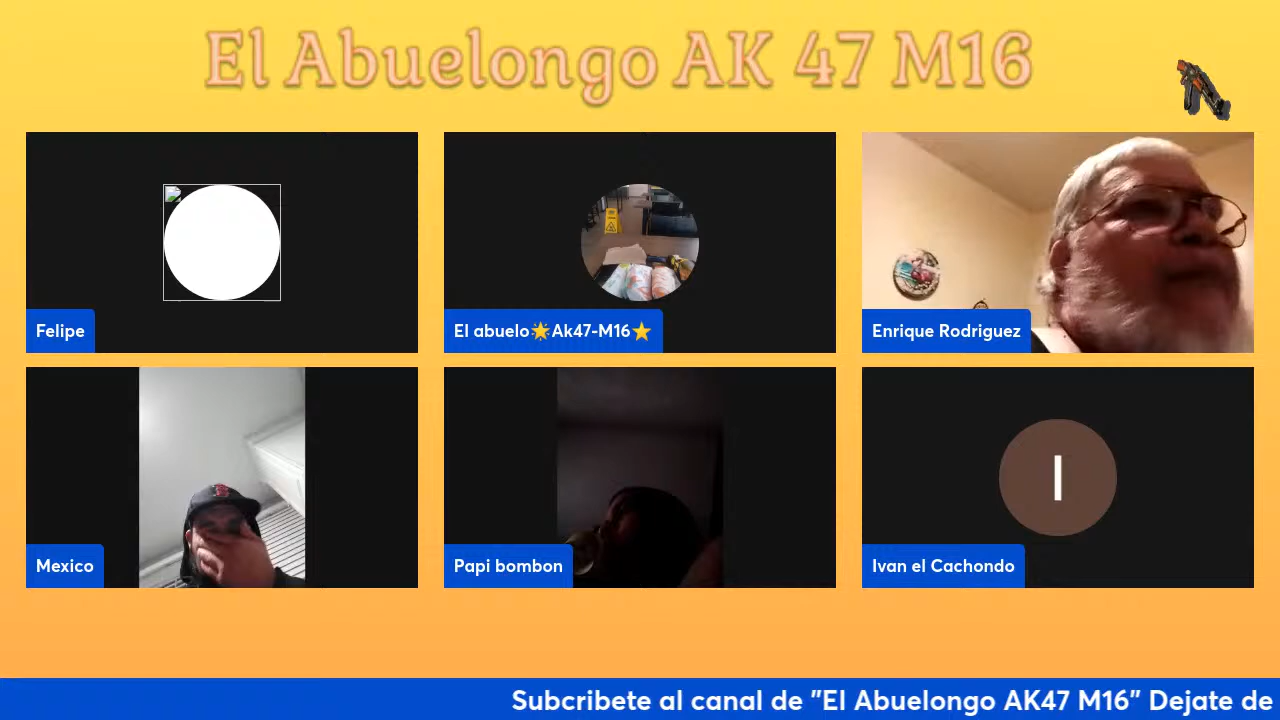 El Abuelongo AK 47 M16
Felipe
El abuelo🌟Ak47-M16⭐
Enrique Rodriguez
Mexico
Papi bombon
I
Ivan el Cachondo
Subcribete al canal de "El Abuelongo AK47 M16" Dejate de